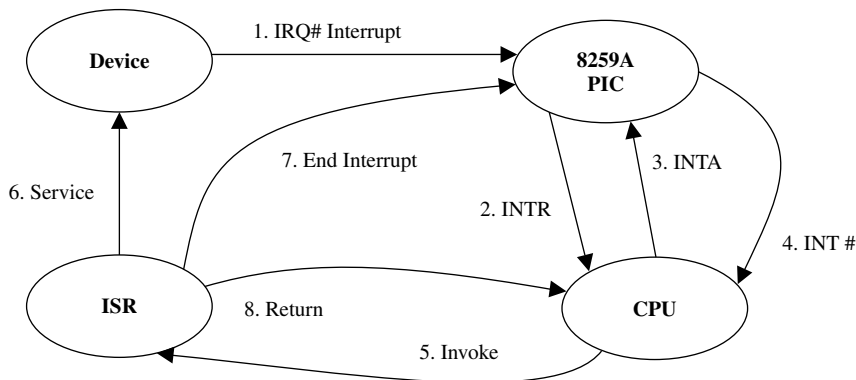 1. IRQ# Interrupt
Device
8259A
PIC
7. End Interrupt
3. INTA
6. Service
2. INTR
4. INT #
ISR
8. Return
CPU
5. Invoke